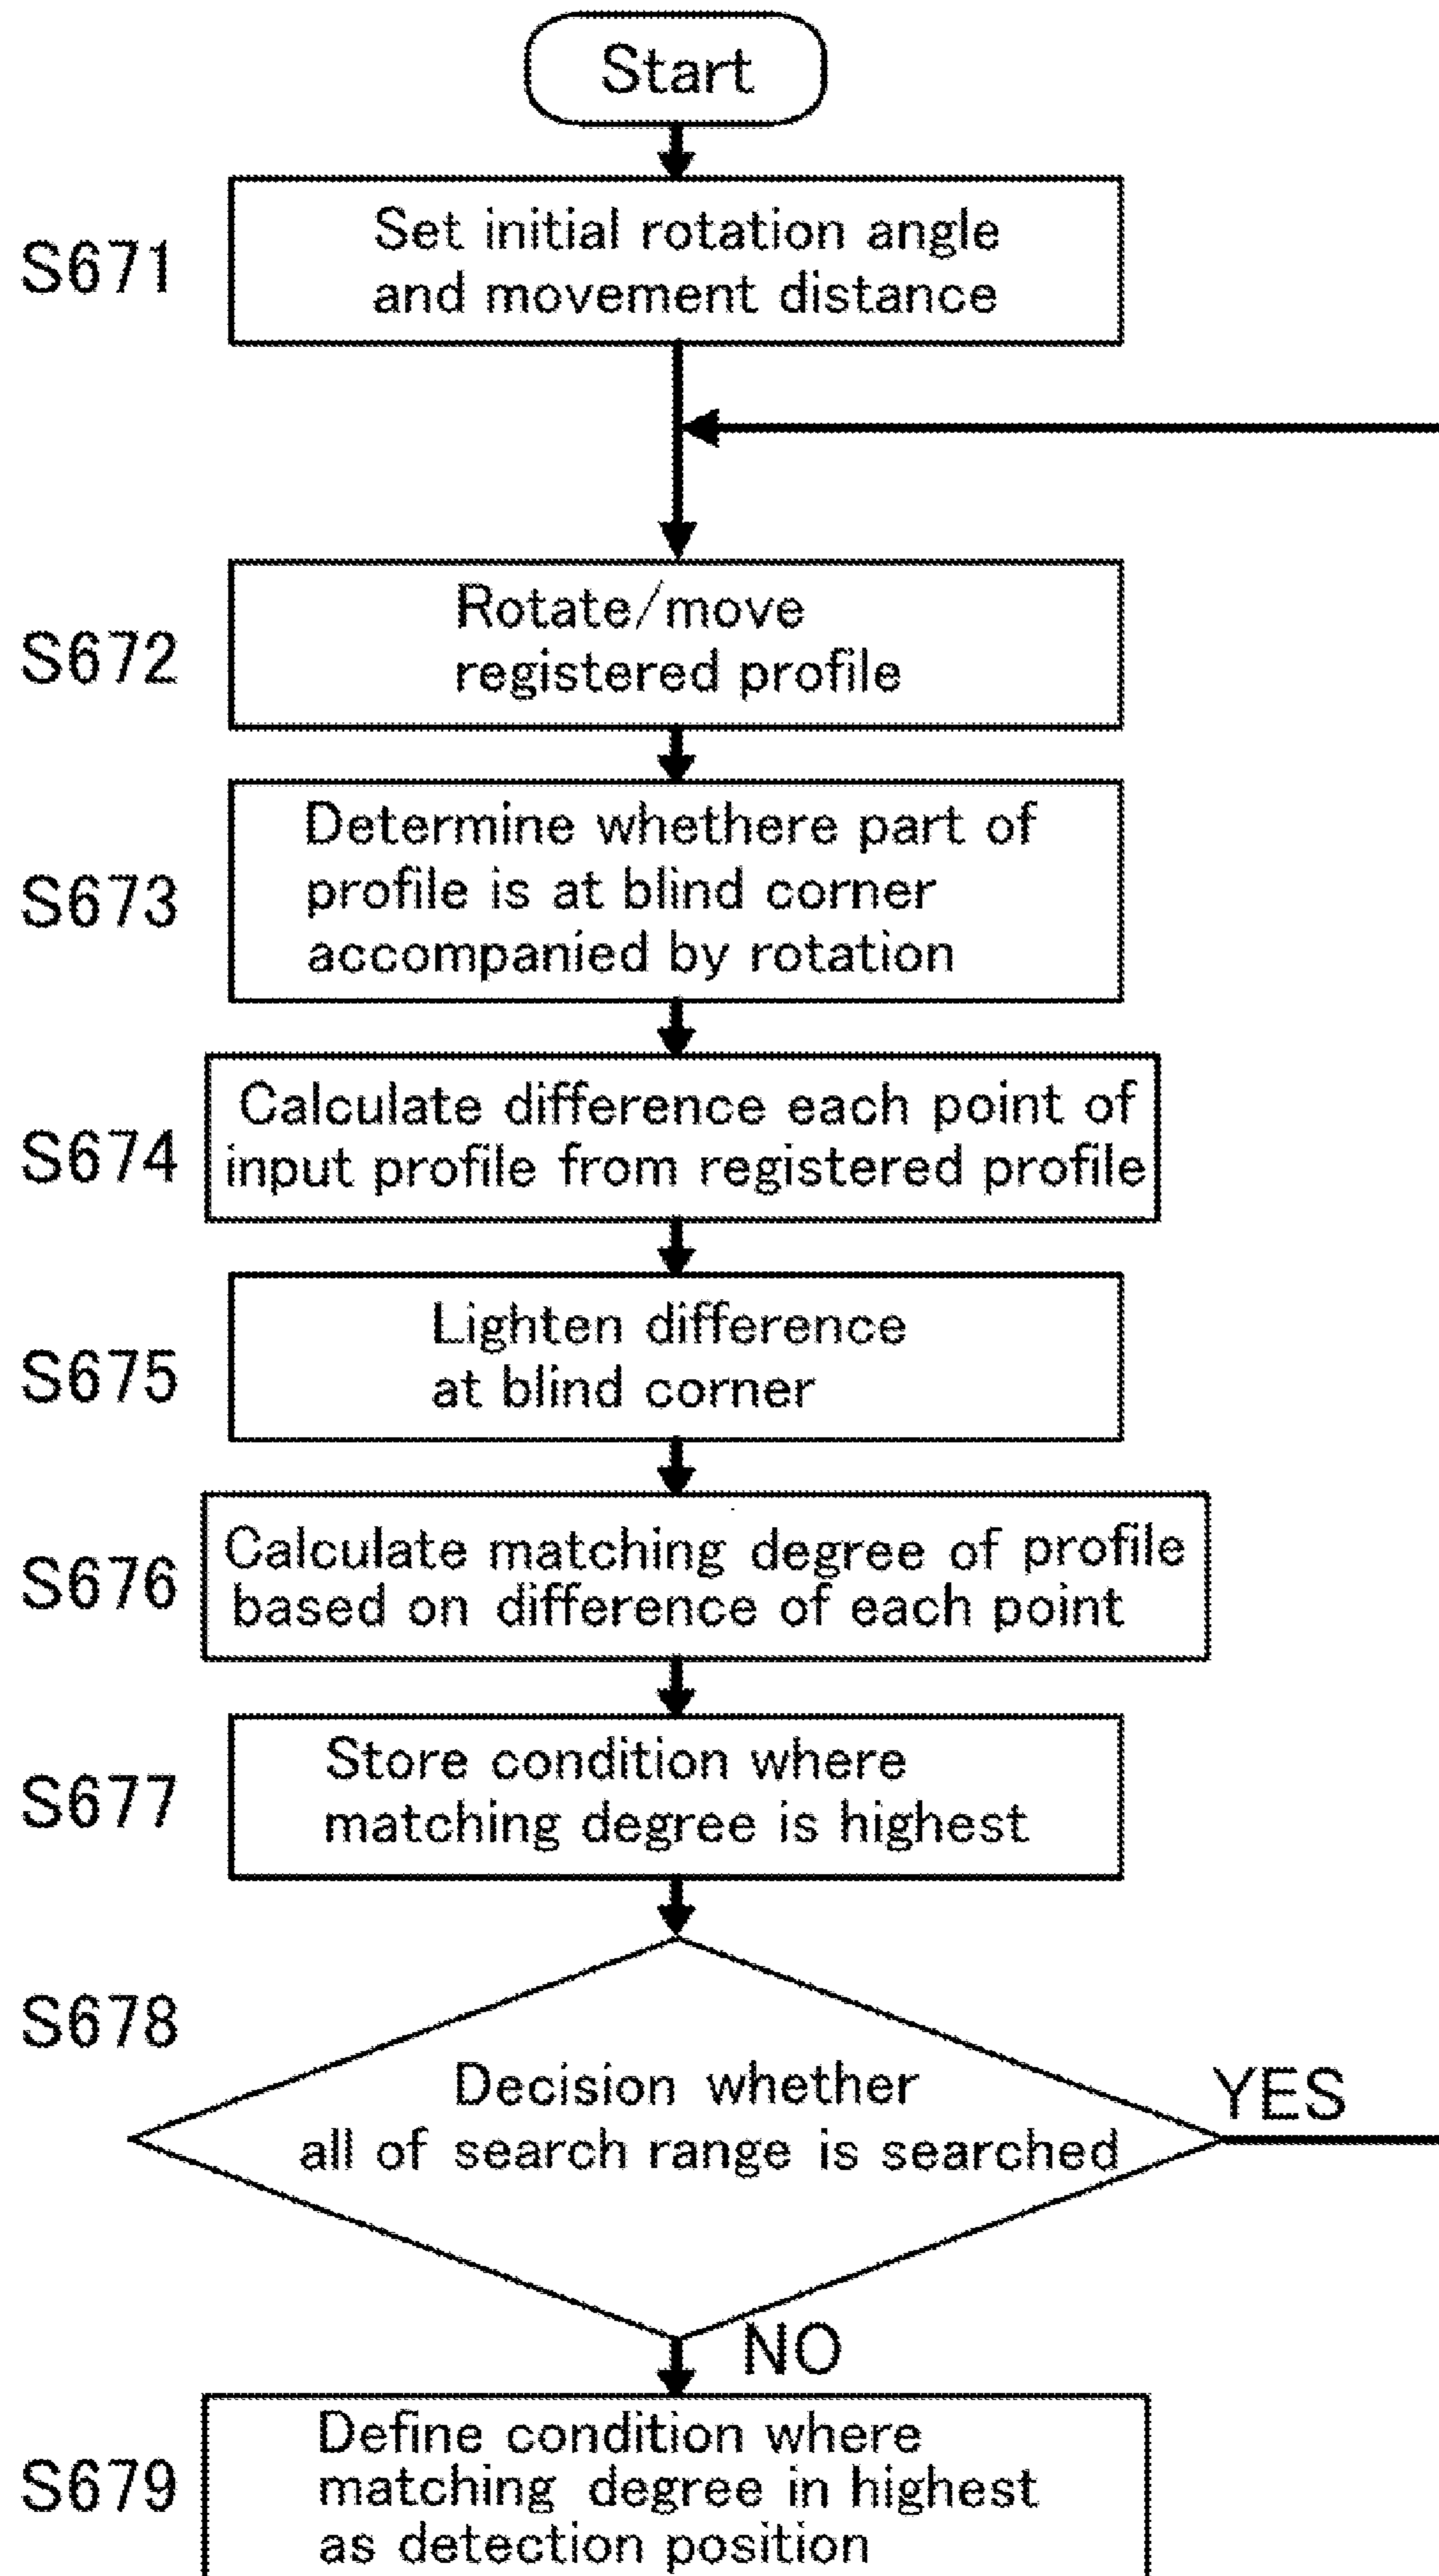 Start
S671
Set initial rotation angle
and movement distance
S672
Rotate/move
registered profile
S673
Determine whethere part of
profile is at blind corner
accompanied by rotation
S674
Calculate difference each point of
input profile from registered profile
S675
Lighten difference
at blind corner
S676
Calculate matching degree of profile
based on difference of each point
S677
Store condition where
matching degree is highest
S678
Decision whether
all of search range is searched
YES
NO
S679
Define condition where
matching degree in highest
as detection position